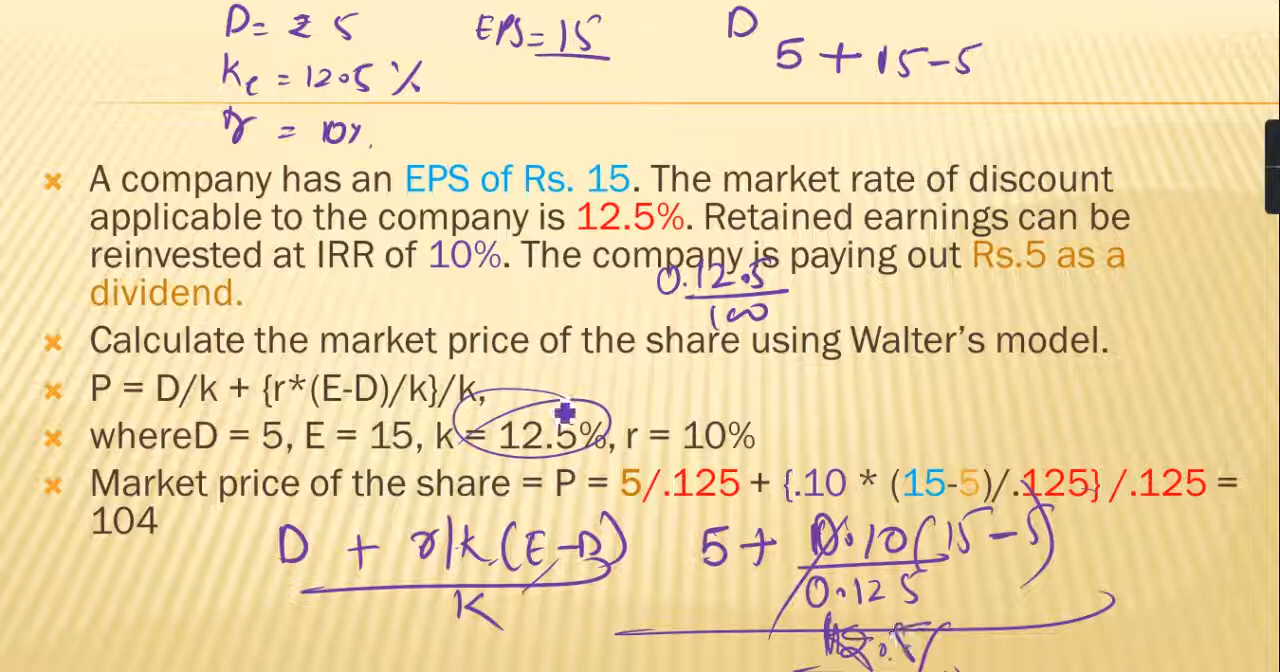 D= ₹ 5
EPS=15
D
5+15-5
ke = 12.5 %
r = 10%
× A company has an EPS of Rs. 15. The market rate of discount
applicable to the company is 12.5%. Retained earnings can be
reinvested at IRR of 10%. The company is paying out Rs.5 as a
dividend.
0.12.5
100
× Calculate the market price of the share using Walter's model.
× P = D/k + {r*(E-D)/k}/k,
× whereD = 5, E = 15, k = 12.5%, r = 10%
× Market price of the share = P = 5/.125 + {.10 * (15-5)/.125} /.125 =
104
D + r/k (E-D)
K
5+ 0.10(15-5)
0.125